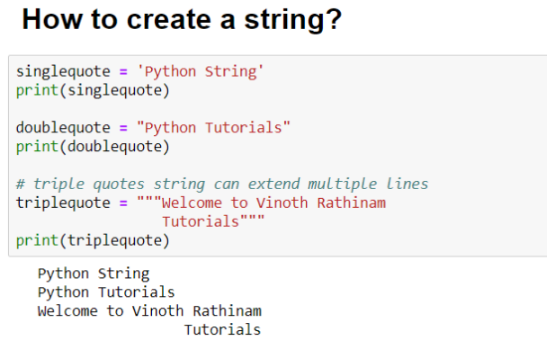 How to create a string?
singlequote = 'Python String'
print(singlequote)
doublequote = "Python Tutorials"
print(doublequote)
# triple quotes string can extend multiple lines
triplequote = """Welcome to Vinoth Rathinam
                 Tutorials"""
print(triplequote)
Python String
Python Tutorials
Welcome to Vinoth Rathinam
                 Tutorials